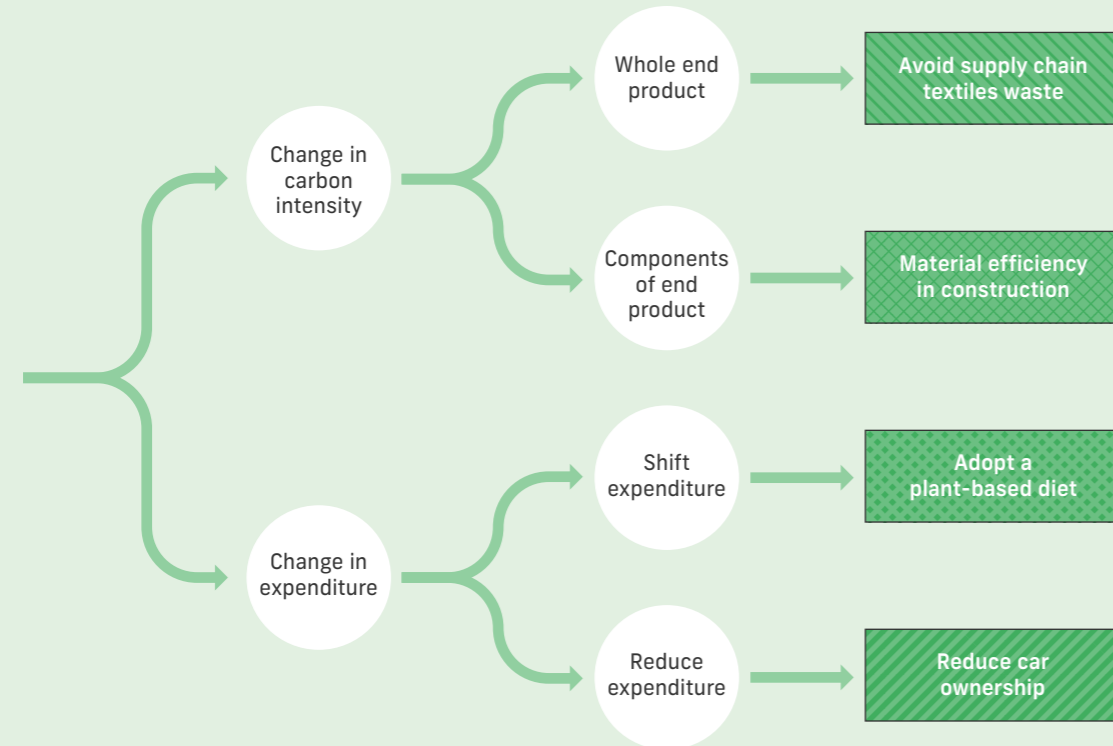 Whole end
product
Avoid supply chain
textiles waste
Change in
carbon
intensity
Components
of end
product
Material efficiency
in construction
Shift
expenditure
Adopt a
plant-based diet
Change in
expenditure
Reduce
expenditure
Reduce car
ownership